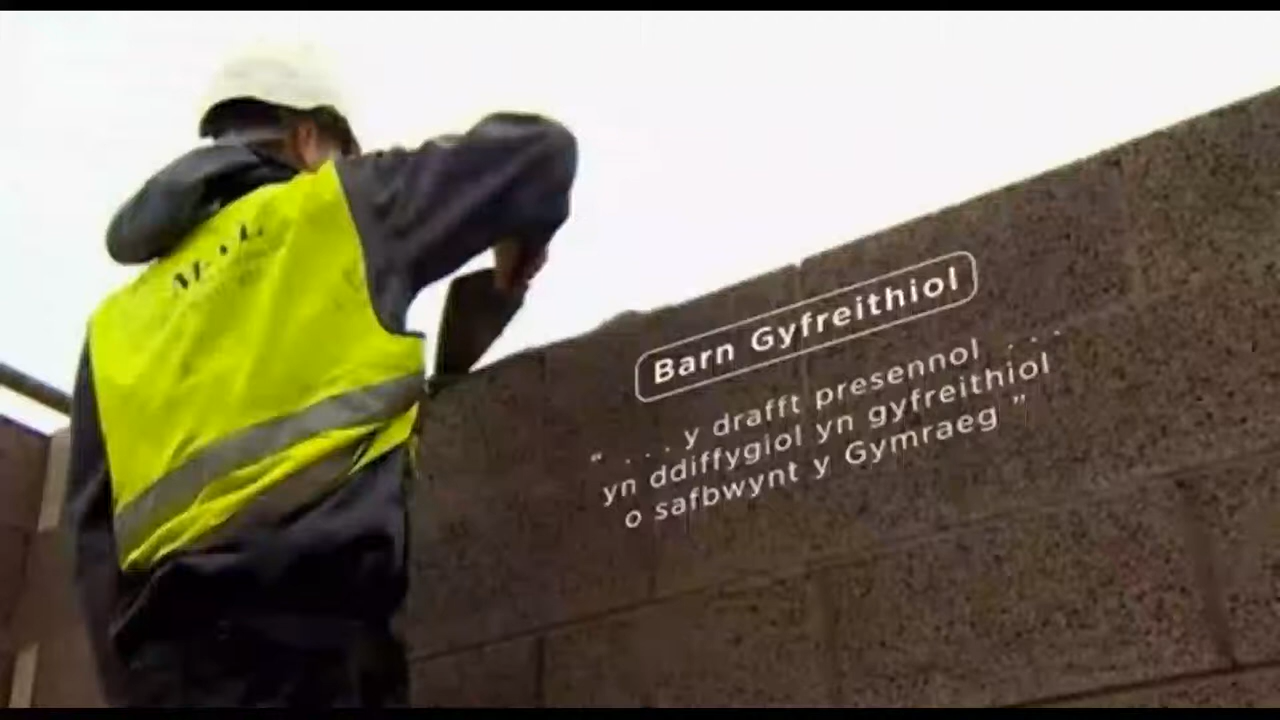 Barn Gyfreithiol
“ . . . y drafft presennol . . .
yn ddiffygiol yn gyfreithiol
o safbwynt y Gymraeg ”